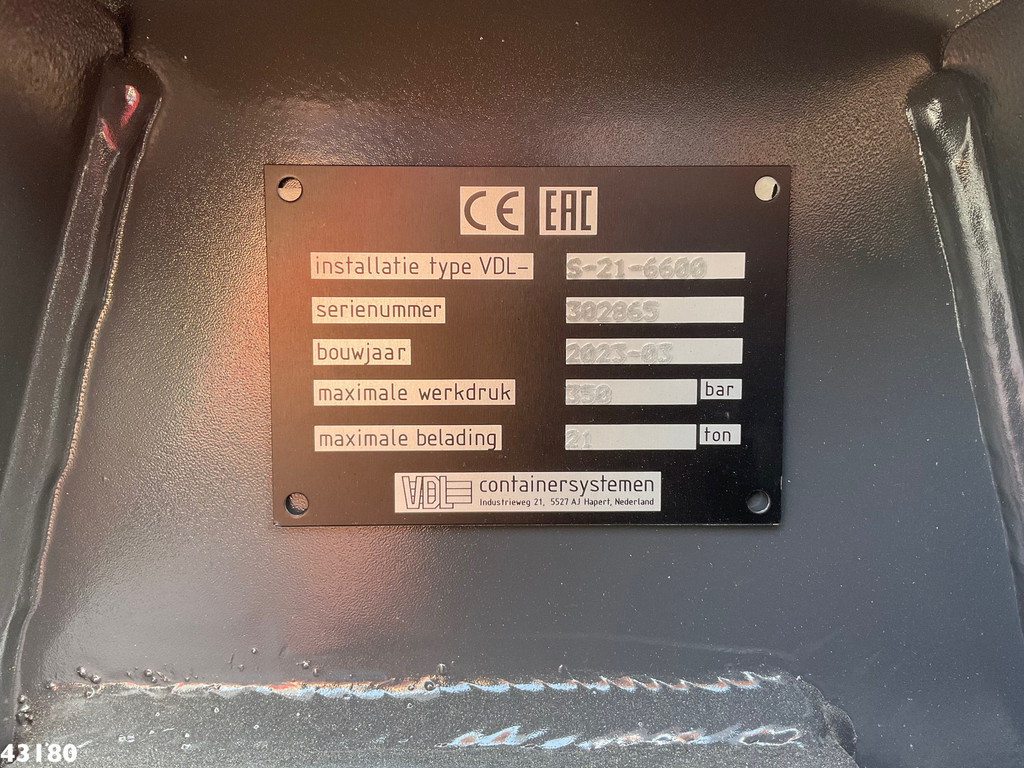 CE EAC
installatie type VDL- S-21-6600
serienummer 302865
bouwjaar 2023-03
maximale werkdruk 350 bar
maximale belading 21 ton
VDL containersystemen
Industrieweg 21, 5527 AJ Hapert, Nederland
43180